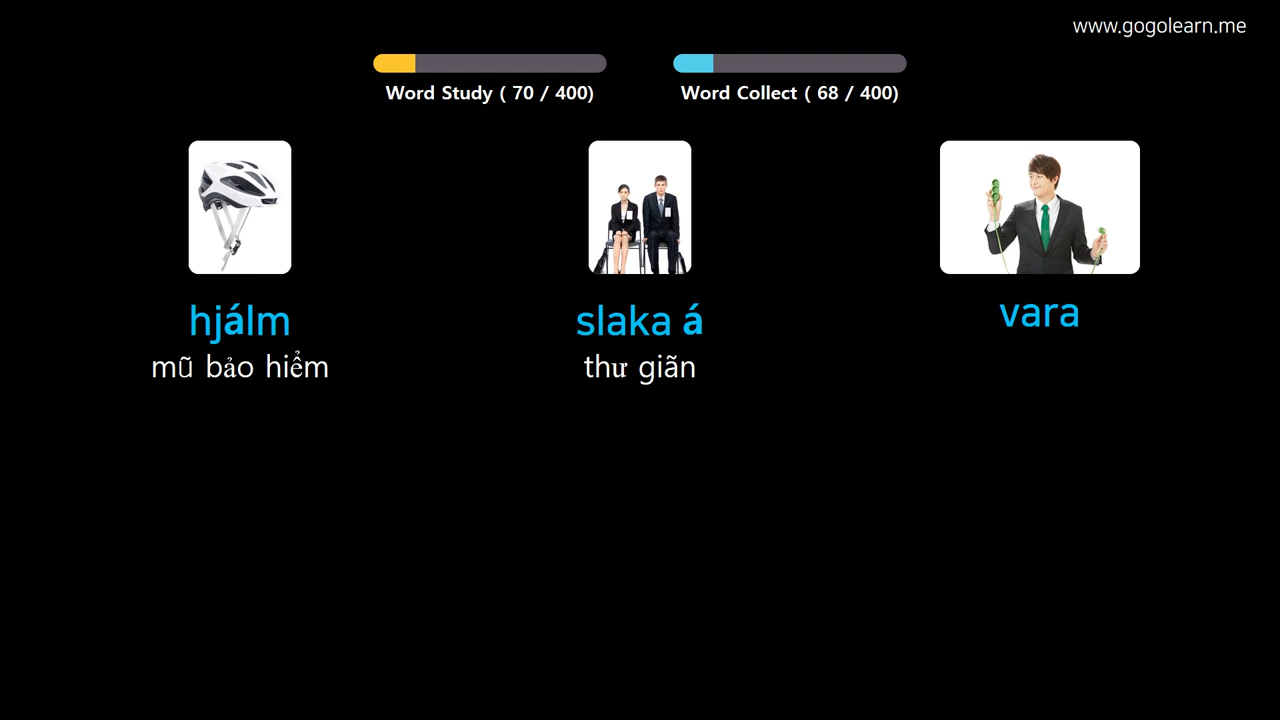 www.gogolearn.me
Word Study ( 70 / 400)
Word Collect ( 68 / 400)
hjálm
mũ bảo hiểm
slaka á
thư giãn
vara